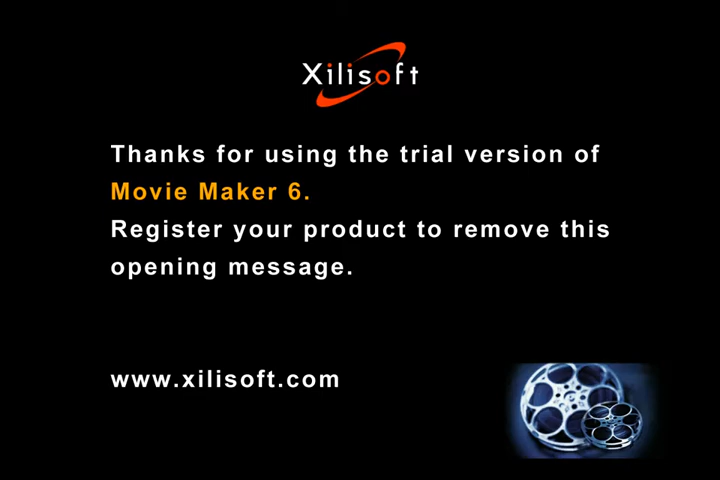 Xilisoft
Thanks for using the trial version of
Movie Maker 6.
Register your product to remove this
opening message.
www.xilisoft.com